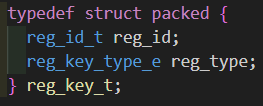 typedef struct packed {
  reg_id_t reg_id;
  reg_key_type_e reg_type;
} reg_key_t;